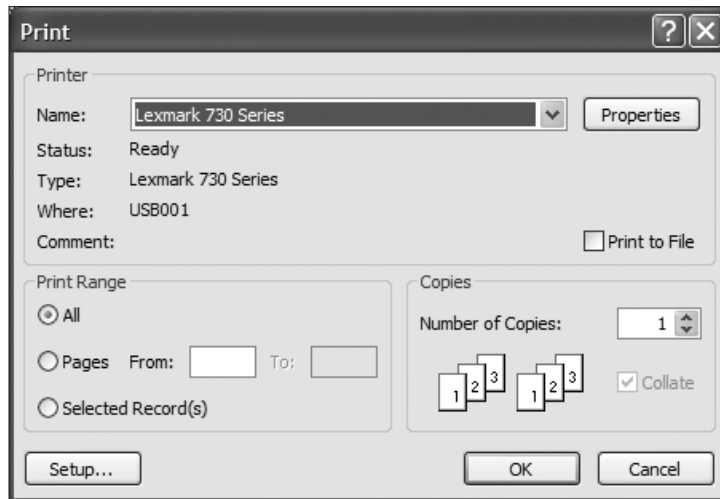 Print
Printer
Name: Lexmark 730 Series Properties
Status: Ready
Type: Lexmark 730 Series
Where: USB001
Comment: Print to File
Print Range
All
Pages From: To:
Selected Record(s)
Copies
Number of Copies: 1
1 2 3 1 2 3 Collate
Setup... OK Cancel